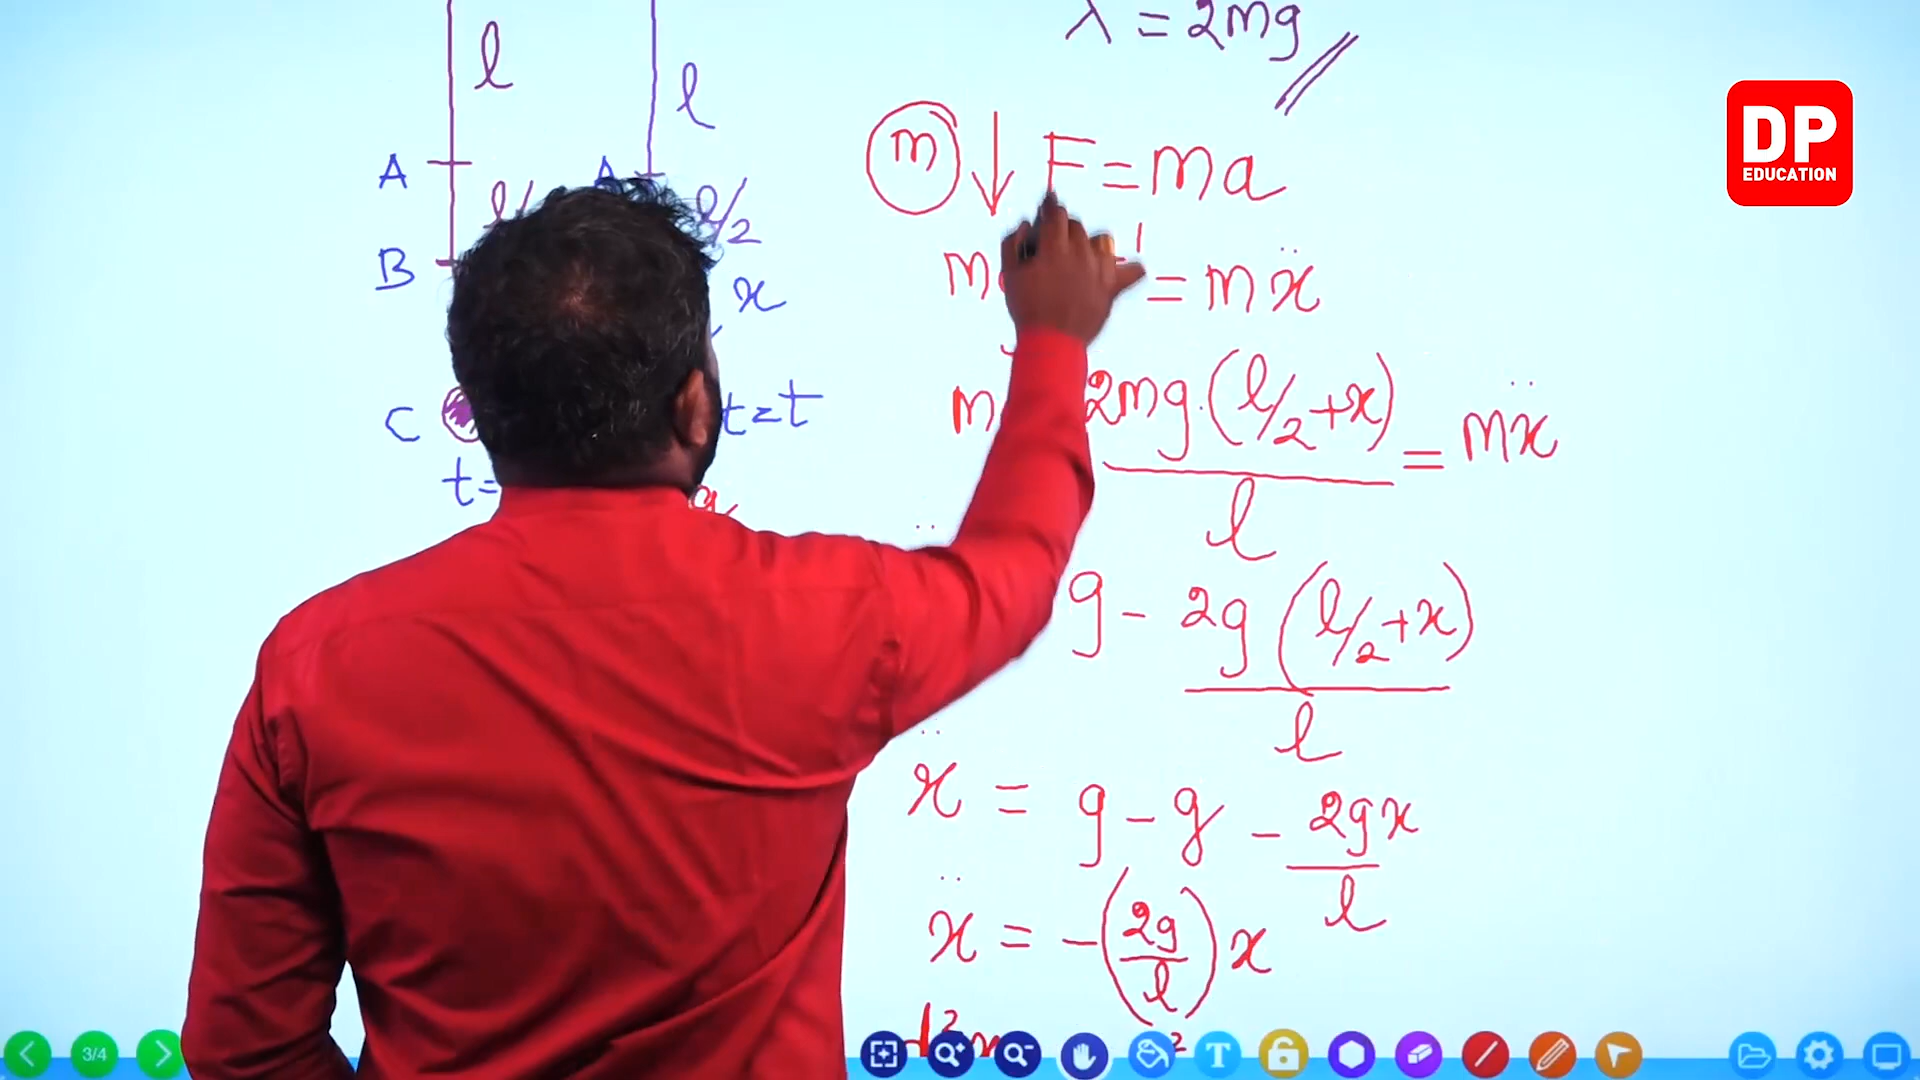 λ = 2mg
l
l
DP
EDUCATION
m ↓ F = ma
A
l/2
B
= mẍ
x
2mg.(l/2+x) / l = mẍ
C
t=t
t=
g - 2g(l/2+x) / l
ẍ = g - g - 2gx / l
ẍ = -(2g/l)x
3/4
T